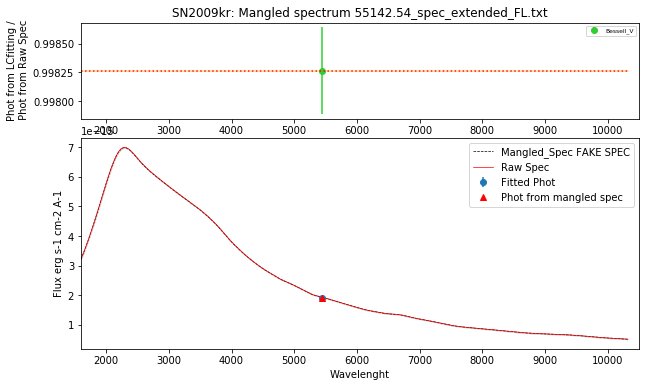 SN2009kr: Mangled spectrum 55142.54_spec_extended_FL.txt
Phot from LCfitting /
Phot from Raw Spec
0.99850
0.99825
0.99800
Bessell_V
2000 3000 4000 5000 6000 7000 8000 9000 10000
7
6
5
4
3
2
1
Flux erg s-1 cm-2 A-1
Mangled_Spec FAKE SPEC
Raw Spec
Fitted Phot
Phot from mangled spec
2000 3000 4000 5000 6000 7000 8000 9000 10000
Wavelenght